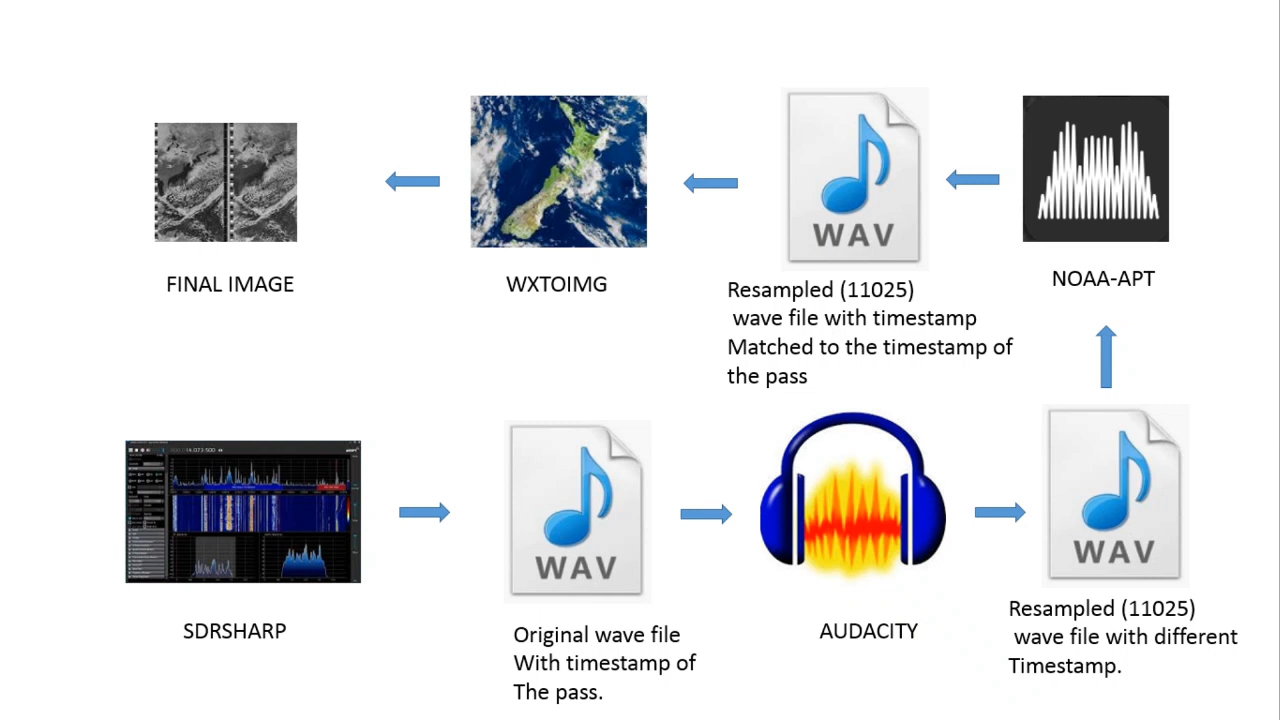 WAV
FINAL IMAGE
WXTOIMG
Resampled (11025)
wave file with timestamp
Matched to the timestamp of
the pass
NOAA-APT
SDRSHARP
WAV
Original wave file
With timestamp of
The pass.
AUDACITY
WAV
Resampled (11025)
wave file with different
Timestamp.